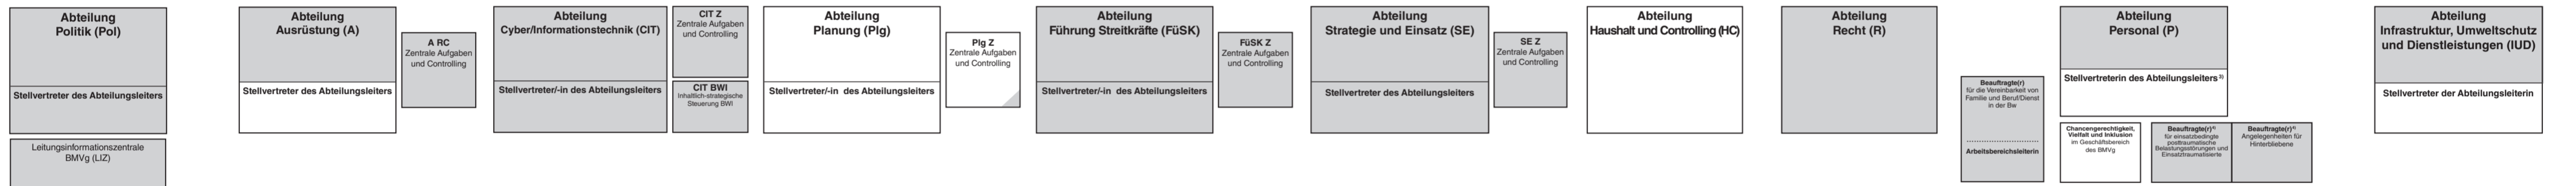 Abteilung
Politik (Pol)
Stellvertreter des Abteilungsleiters
Leitungsinformationszentrale
BMVg (LIZ)
Abteilung
Ausrüstung (A)
Stellvertreter des Abteilungsleiters
A RC
Zentrale Aufgaben
und Controlling
Abteilung
Cyber/Informationstechnik (CIT)
Stellvertreter/-in des Abteilungsleiters
CIT Z
Zentrale Aufgaben
und Controlling
CIT BWI
Inhaltlich-strategische
Steuerung BWI
Abteilung
Planung (Plg)
Stellvertreter/-in des Abteilungsleiters
Plg Z
Zentrale Aufgaben
und Controlling
Abteilung
Führung Streitkräfte (FüSK)
Stellvertreter/-in des Abteilungsleiters
FüSK Z
Zentrale Aufgaben
und Controlling
Abteilung
Strategie und Einsatz (SE)
Stellvertreter des Abteilungsleiters
SE Z
Zentrale Aufgaben
und Controlling
Abteilung
Haushalt und Controlling (HC)
Abteilung
Recht (R)
Beauftragte(r)
für die Vereinbarkeit von
Familie und Beruf/Dienst
in der Bw
Arbeitsbereichsleiterin
Abteilung
Personal (P)
Stellvertreterin des Abteilungsleiters³⁾
Chancengerechtigkeit,
Vielfalt und Inklusion
im Geschäftsbereich
des BMVg
Beauftragte(r)⁴⁾
für einsatzbedingte
posttraumatische
Belastungsstörungen und
Einsatztraumatisierte
Beauftragte(r)⁴⁾
Angelegenheiten für
Hinterbliebene
Abteilung
Infrastruktur, Umweltschutz
und Dienstleistungen (IUD)
Stellvertreter der Abteilungsleiterin